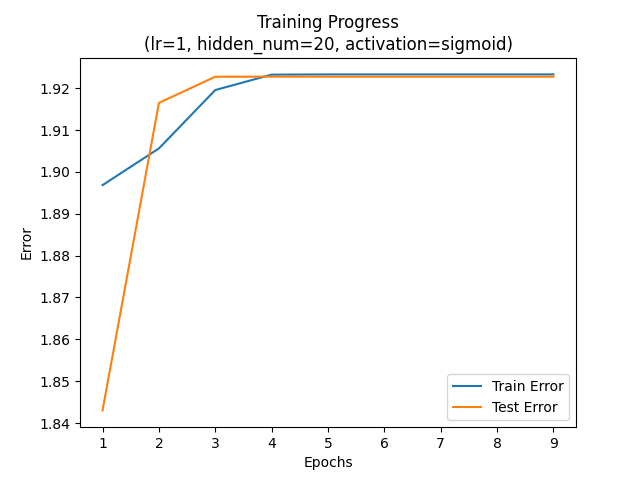 Training Progress
(lr=1, hidden_num=20, activation=sigmoid)
Error
1.92
1.91
1.90
1.89
1.88
1.87
1.86
1.85
1.84
Train Error
Test Error
1 2 3 4 5 6 7 8 9
Epochs